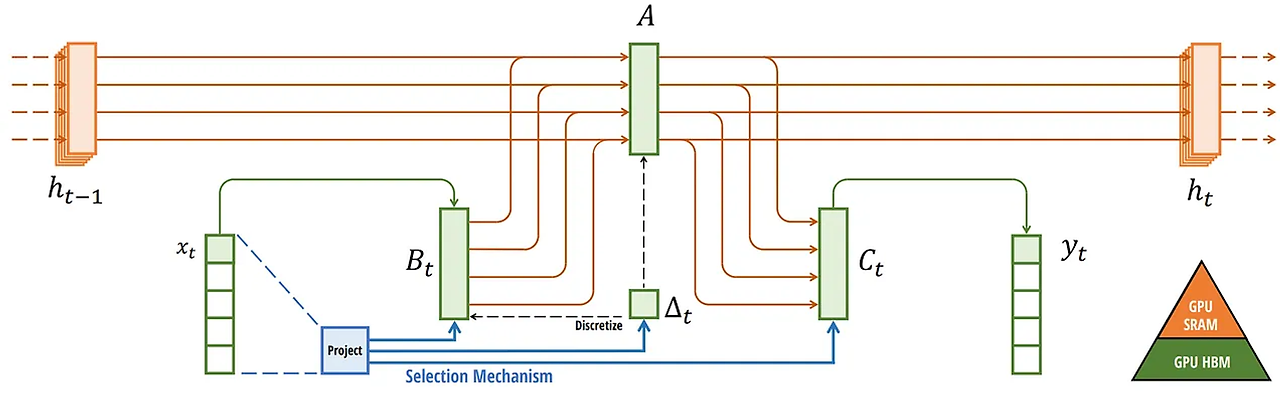 A
h_{t-1}
h_t
x_t
B_t
C_t
y_t
Δ_t
Discretize
Project
Selection Mechanism
GPU
SRAM
GPU HBM